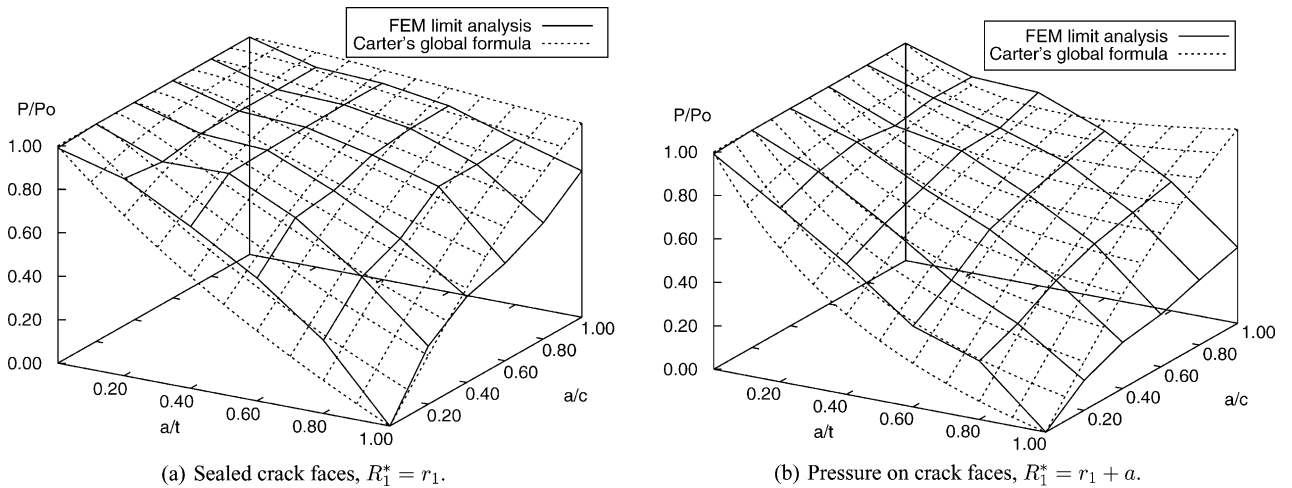 FEM limit analysis
Carter's global formula
P/Po
1.00
0.80
0.60
0.40
0.20
0.00
0.20
0.40
0.60
0.80
1.00
a/t
0.20
0.40
0.60
0.80
1.00
a/c
(a) Sealed crack faces, R₁* = r₁.
FEM limit analysis
Carter's global formula
P/Po
1.00
0.80
0.60
0.40
0.20
0.00
0.20
0.40
0.60
0.80
1.00
a/t
0.20
0.40
0.60
0.80
1.00
a/c
(b) Pressure on crack faces, R₁* = r₁ + a.